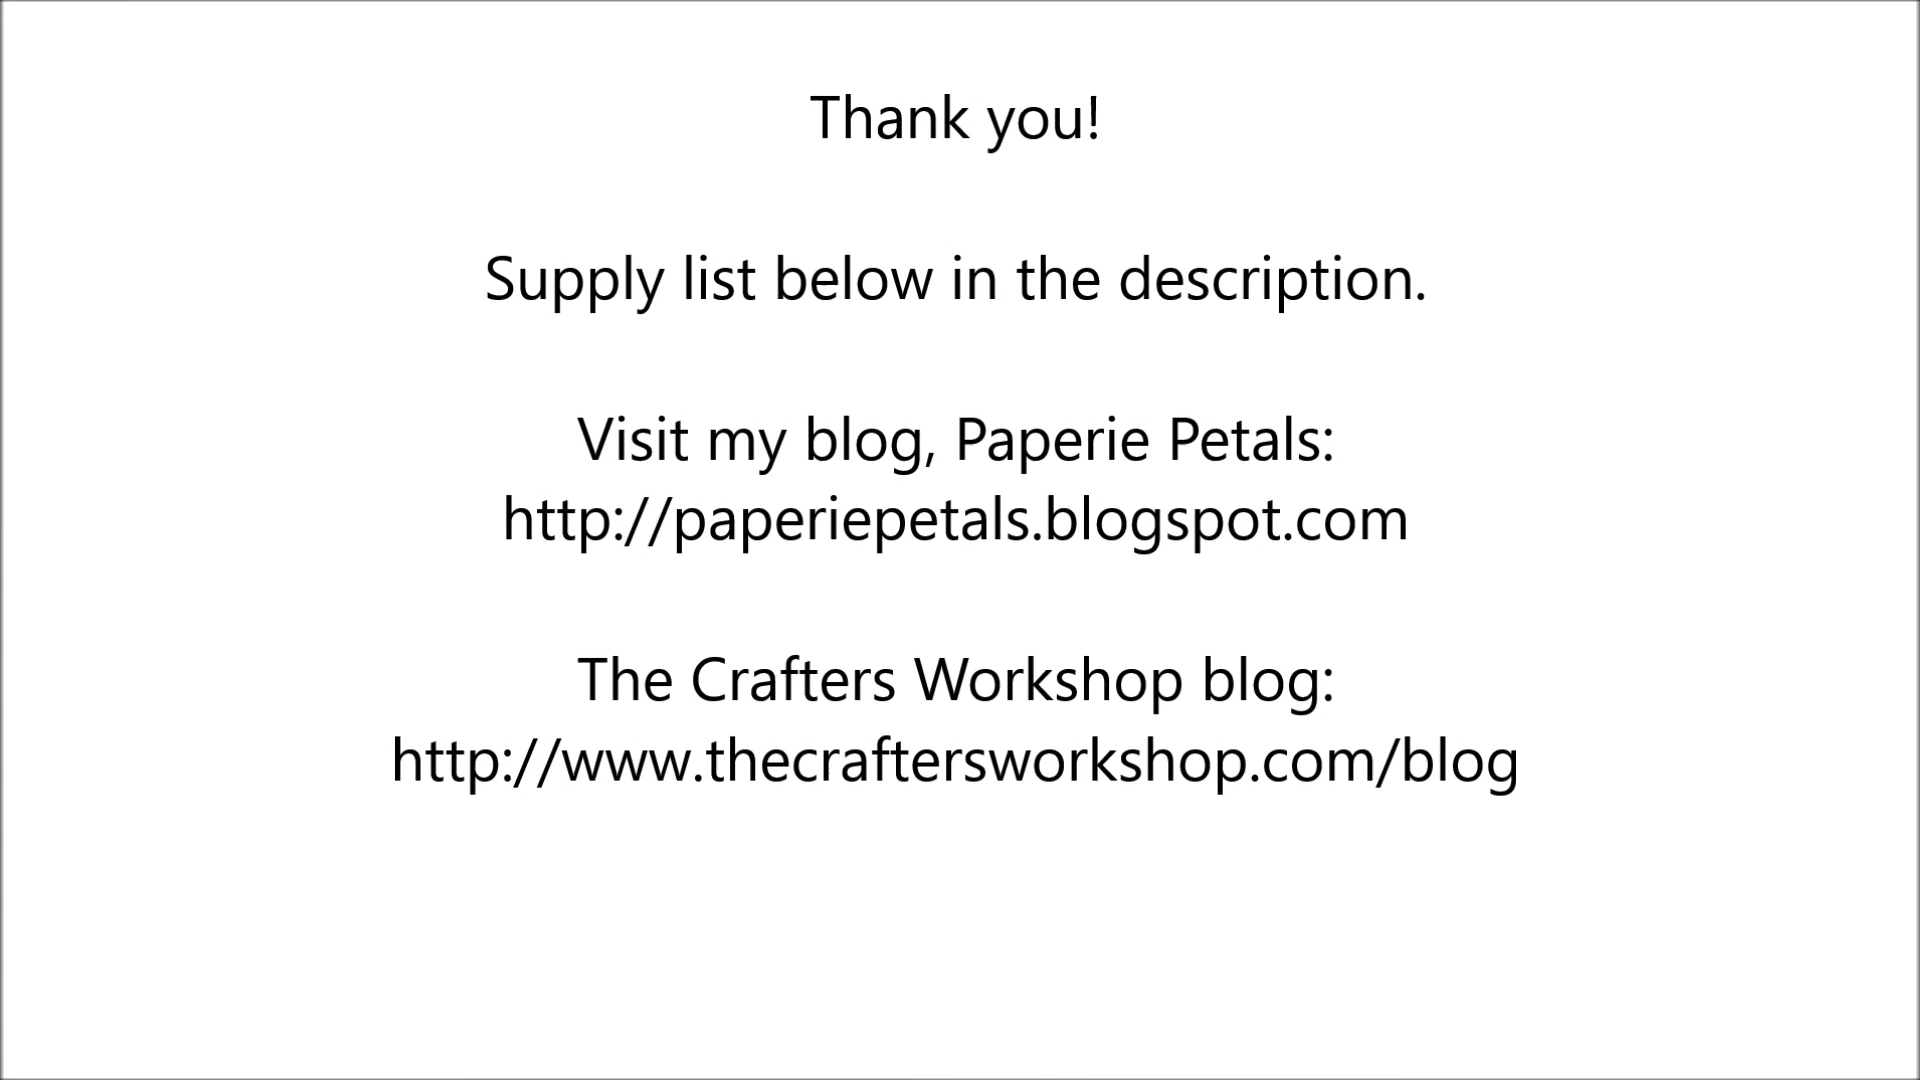 Thank you!
Supply list below in the description.
Visit my blog, Paperie Petals:
http://paperiepetals.blogspot.com
The Crafters Workshop blog:
http://www.thecraftersworkshop.com/blog